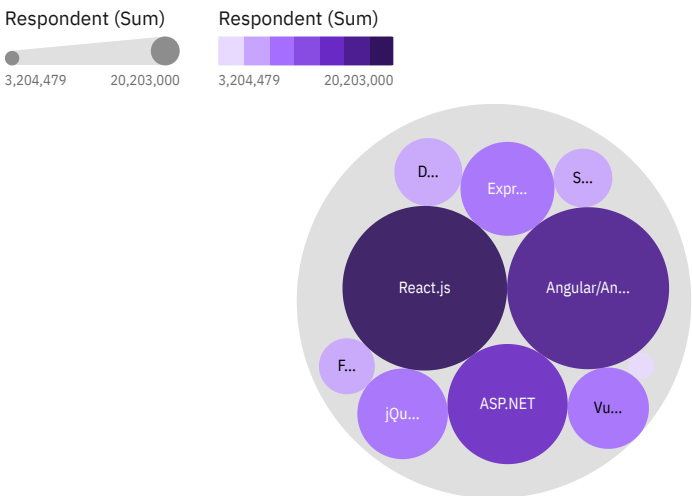 Respondent (Sum)
3,204,479 20,203,000
Respondent (Sum)
3,204,479 20,203,000
D...
Expr...
S...
React.js
Angular/An...
F...
jQu...
ASP.NET
Vu...